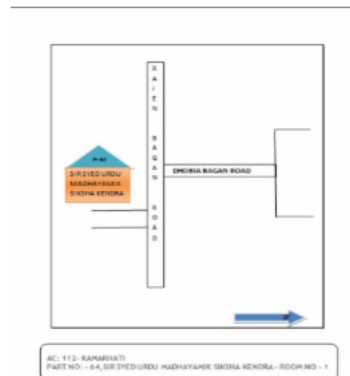 RAJEN BAGAN ROAD
P-64
SIR SYED URDU
MADHAYAMIK
SIKSHA KENDRA
DHOBIA BAGAN ROAD
N
AC: 112- KAMARHATI
PART NO: - 64,SIR SYED URDU MADHAYAMIK SIKSHA KENDRA - ROOM NO - 1